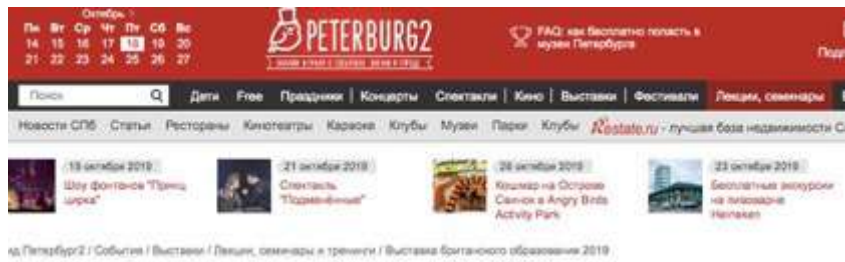 Октябрь >
Пн Вт Ср Чт Пт Сб Вс
14 15 16 17 18 19 20
21 22 23 24 25 26 27
PETERBURG2
FAQ: как бесплатно попасть в
музеи Петербурга
Поиск
Дети Free Праздники | Концерты Спектакли | Кино | Выставки | Фестивали Лекции, семинары
Новости СПб Статьи Рестораны Кинотеатры Караоке Клубы Музеи Парки Клубы Restate.ru - лучшая база недвижимости С
19 октября 2019
Шоу фонтанов "Принц
цирка"
21 октября 2019
Спектакль
"Подменённые"
26 октября 2019
Кошмар на Острове
Свинок в Angry Birds
Activity Park
23 октября 2019
Бесплатные экскурсии
на пивоварне
Heineken
ид Петербург2 / События / Выставки / Лекции, семинары и тренинги / Выставка британского образования 2019